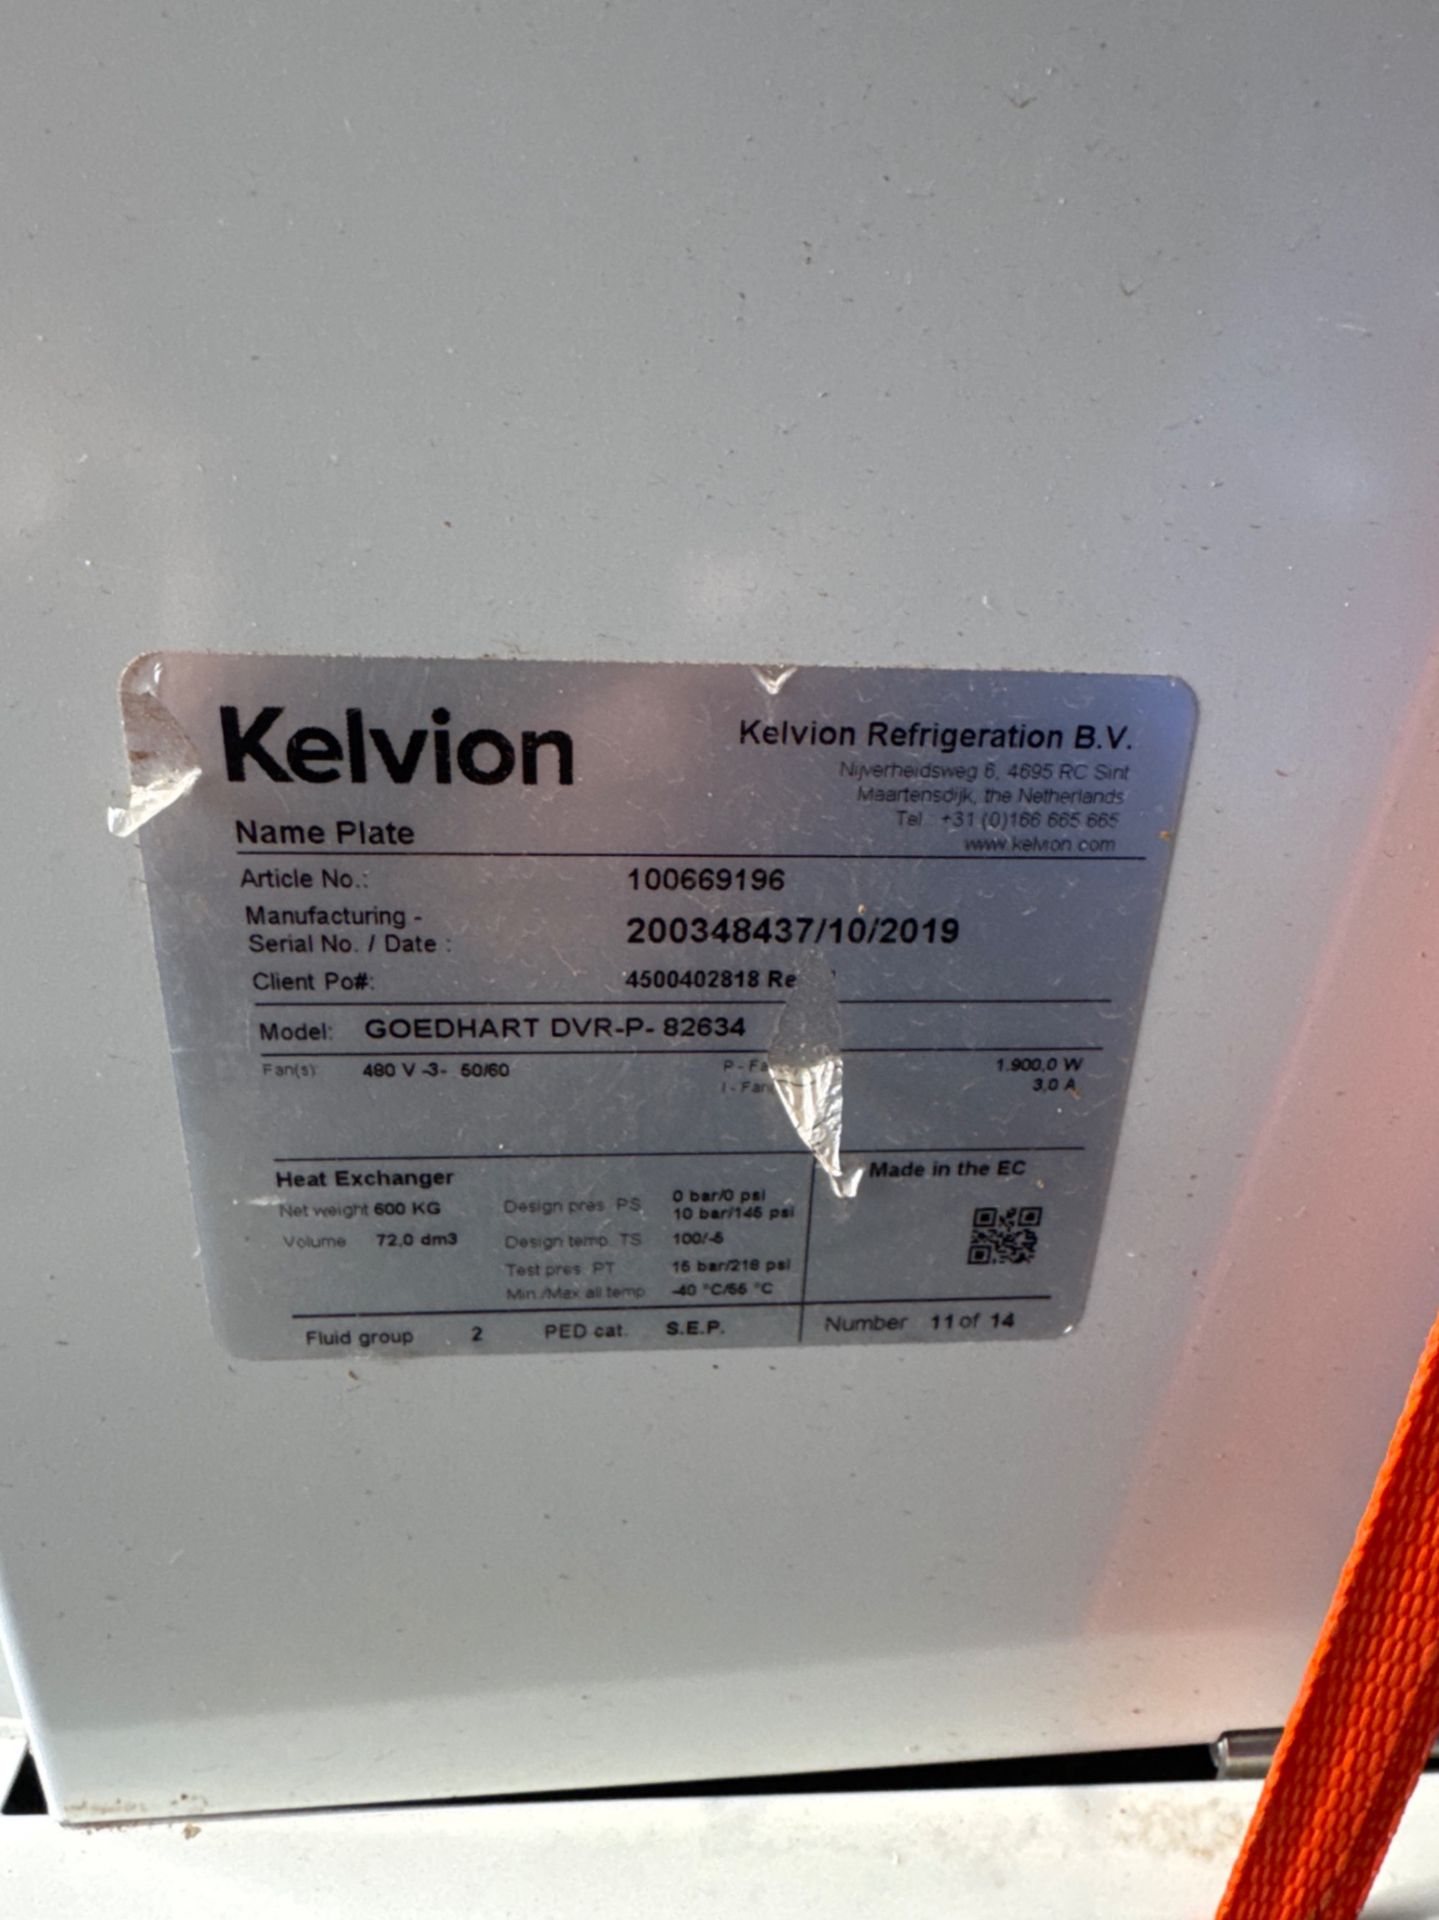 Kelvion
Kelvion Refrigeration B.V.
Nijverheidsweg 6, 4695 RC Sint
Maartensdijk, the Netherlands
Tel.: +31 (0)166 665 665
www.kelvion.com
Name Plate
Article No.: 100669196
Manufacturing -
Serial No. / Date : 200348437/10/2019
Client Po#: 4500402818
Model: GOEDHART DVR-P- 82634
Fan(s): 480 V -3- 50/60 P - 1.900,0 W
I - 3,0 A
Heat Exchanger
Made in the EC
Net weight 600 KG Design pres. PS 0 bar/0 psi
10 bar/145 psi
Volume 72,0 dm3 Design temp. TS 100/-5
Test pres. PT 15 bar/218 psi
Min./Max all temp. -40 °C/55 °C
Fluid group 2 PED cat. S.E.P. Number 11 of 14